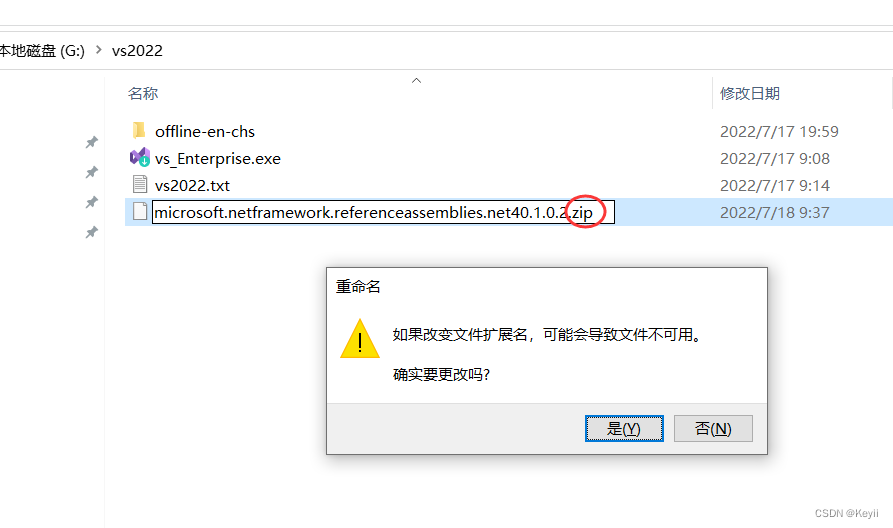 本地磁盘 (G:) > vs2022
名称 修改日期
offline-en-chs 2022/7/17 19:59
vs_Enterprise.exe 2022/7/17 9:08
vs2022.txt 2022/7/17 9:14
microsoft.netframework.referenceassemblies.net40.1.0.2.zip 2022/7/18 9:37
重命名
如果改变文件扩展名，可能会导致文件不可用。
确实要更改吗?
是(Y) 否(N)
CSDN @Keyii